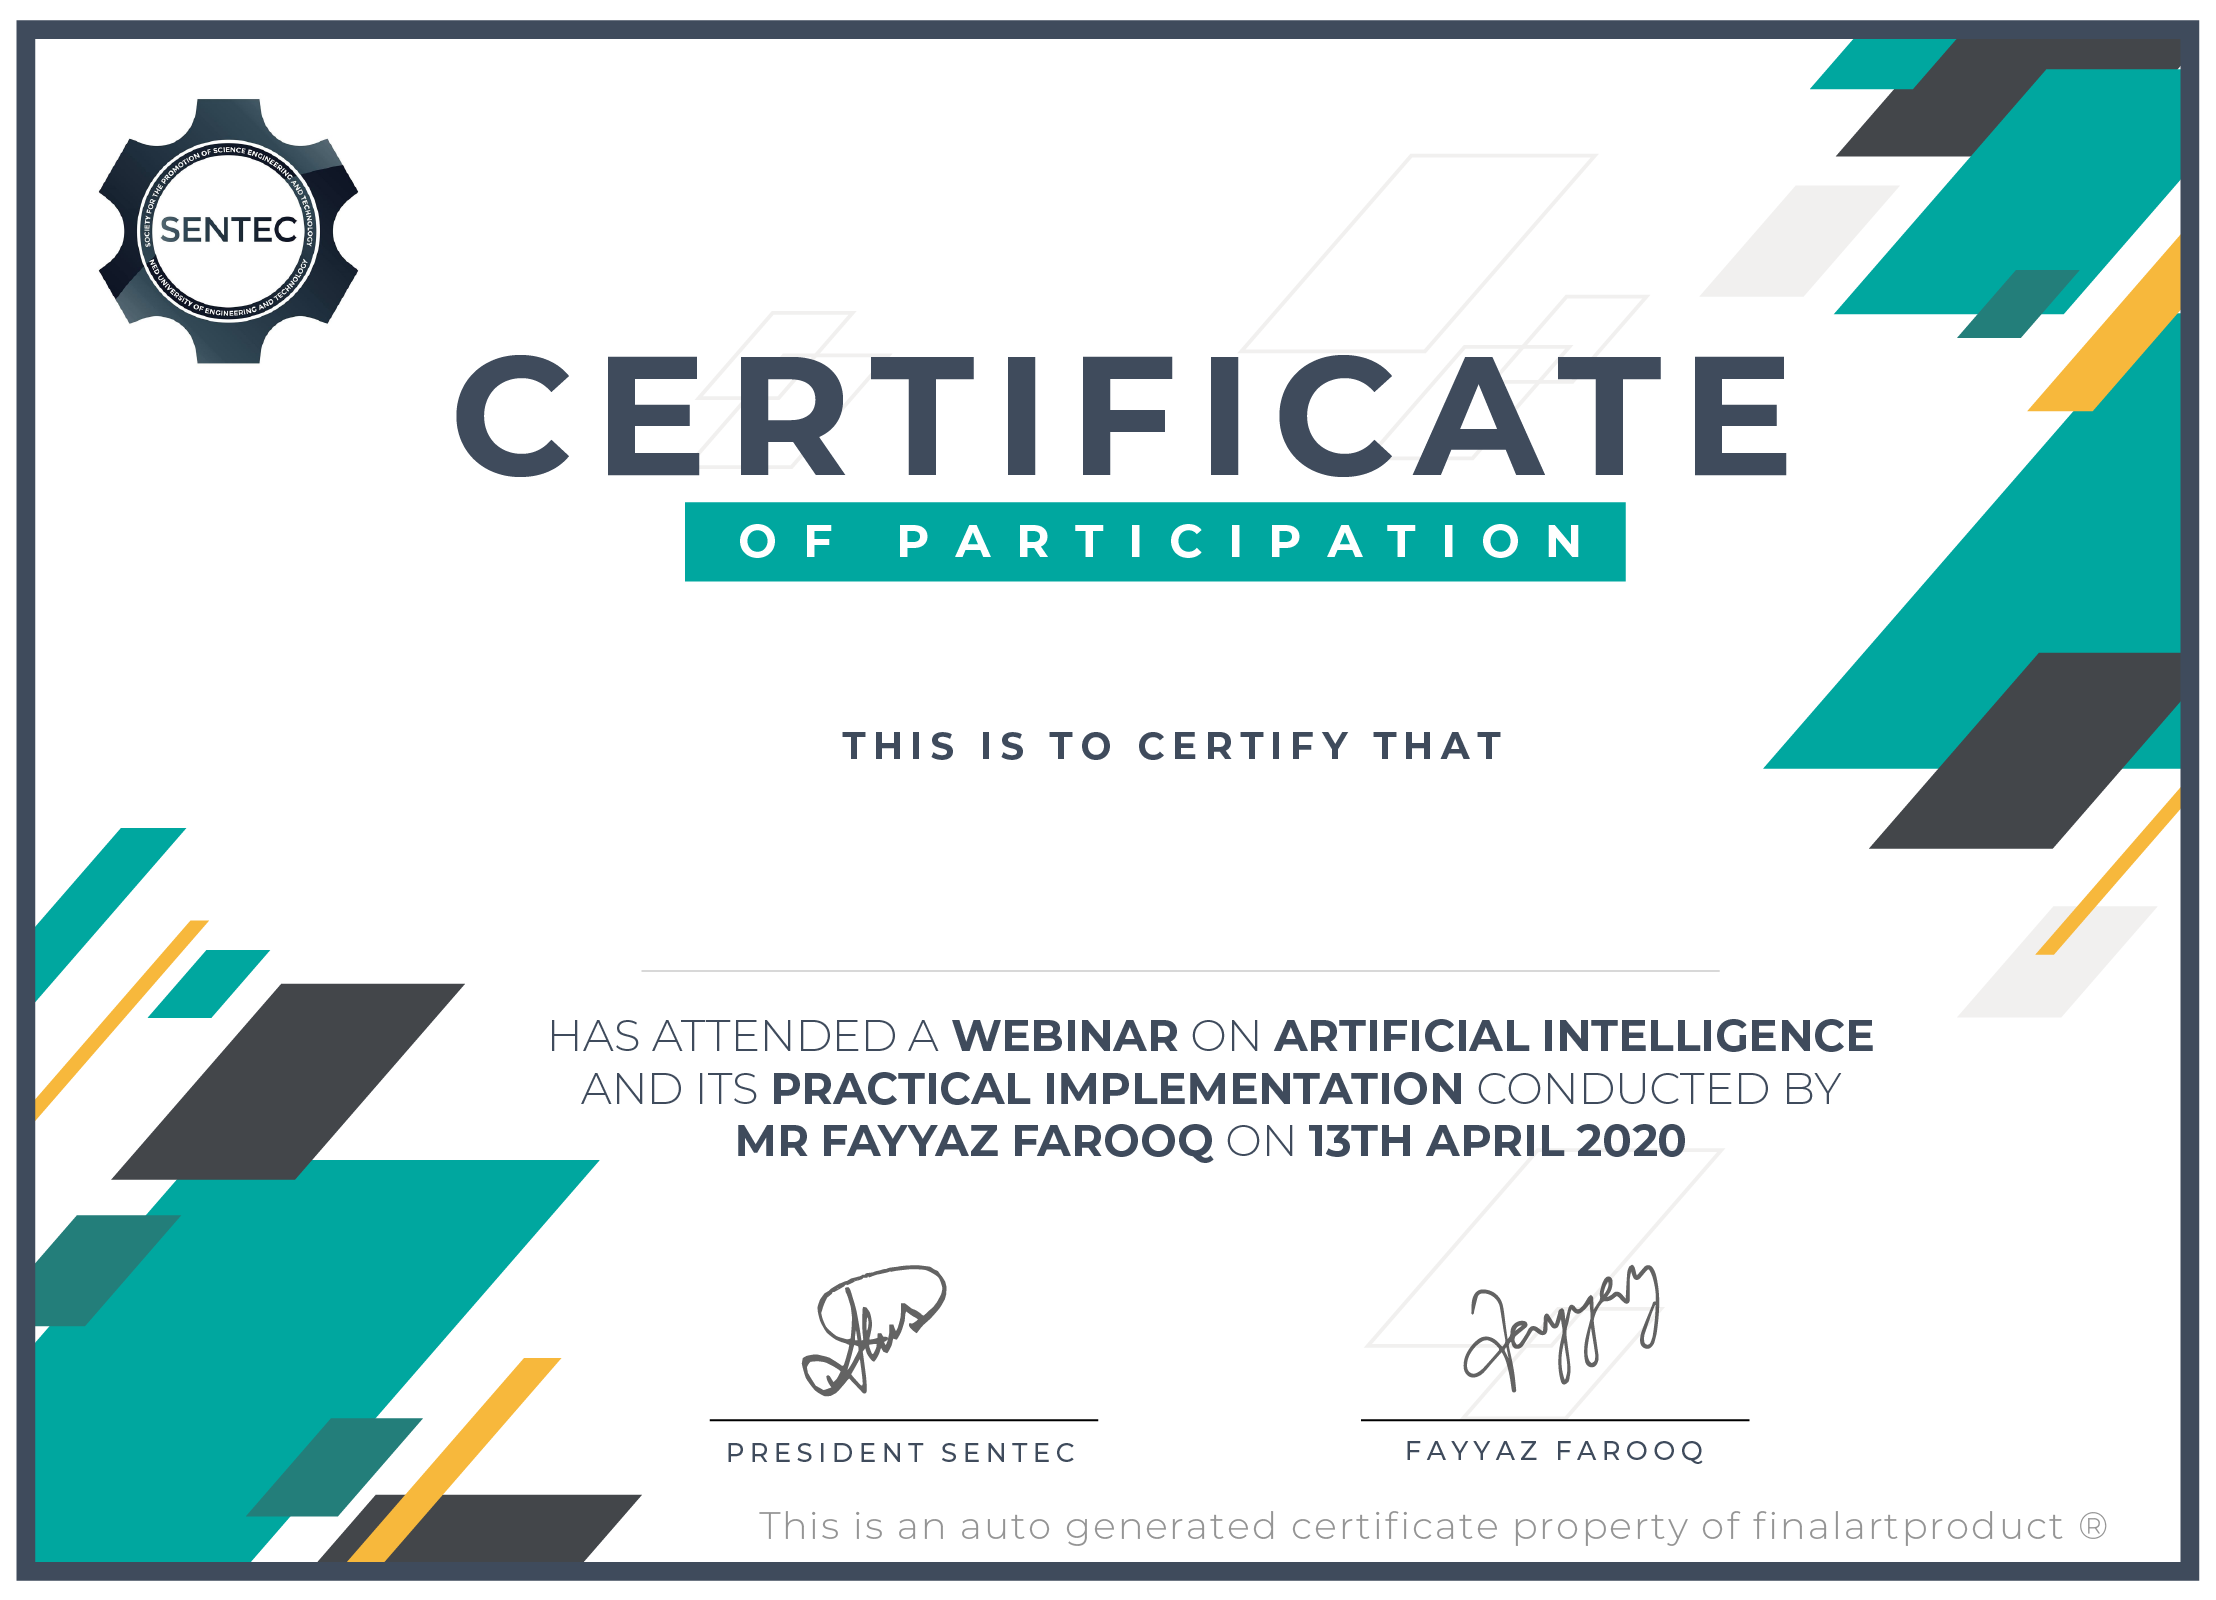 SOCIETY FOR THE PROMOTION OF SCIENCE ENGINEERING AND TECHNOLOGY
SENTEC
NED UNIVERSITY OF ENGINEERING AND TECHNOLOGY
CERTIFICATE
OF PARTICIPATION
THIS IS TO CERTIFY THAT
HAS ATTENDED A WEBINAR ON ARTIFICIAL INTELLIGENCE
AND ITS PRACTICAL IMPLEMENTATION CONDUCTED BY
MR FAYYAZ FAROOQ ON 13TH APRIL 2020
PRESIDENT SENTEC
FAYYAZ FAROOQ
This is an auto generated certificate property of finalartproduct ®